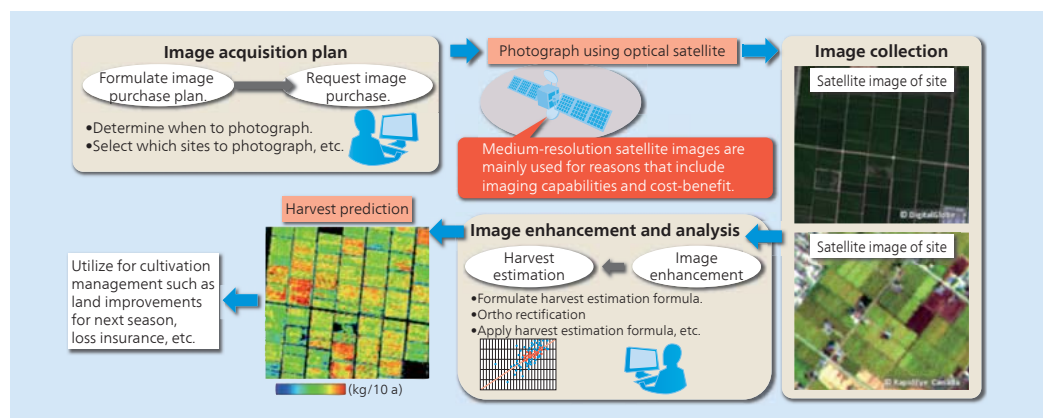 Image acquisition plan
Formulate image
purchase plan.
Request image
purchase.
•Determine when to photograph.
•Select which sites to photograph, etc.
Photograph using optical satellite
Medium-resolution satellite images are
mainly used for reasons that include
imaging capabilities and cost-benefit.
Image collection
Satellite image of site
© DigitalGlobe
Satellite image of site
© RapidEye Canada
Image enhancement and analysis
Image
enhancement
Harvest
estimation
•Formulate harvest estimation formula.
•Ortho rectification
•Apply harvest estimation formula, etc.
Harvest prediction
(kg/10 a)
Utilize for cultivation
management such as
land improvements
for next season,
loss insurance, etc.